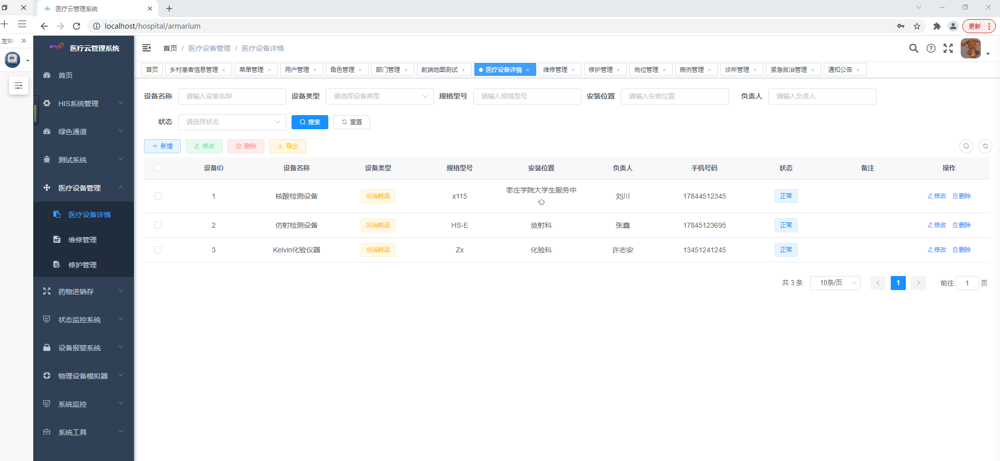 医疗云管理系统
localhost/hospital/armarium
更新
左神
医疗云管理系统
首页 / 医疗设备管理 / 医疗设备详情
首页 乡村患者信息管理 菜单管理 用户管理 角色管理 部门管理 前端地图测试 医疗设备详情 维修管理 修护管理 岗位管理 病例管理 诊所管理 紧急救治管理 通知公告
首页
HIS系统管理
绿色通道
测试系统
医疗设备管理
医疗设备详情
维修管理
修护管理
药物进销存
状态监控系统
设备报警系统
物理设备模拟器
系统监控
系统工具
设备名称 请输入设备名称 设备类型 请选择设备类型 规格型号 请输入规格型号 安装位置 请输入安装位置 负责人 请输入负责人
状态 请选择状态 搜索 重置
新增 修改 删除 导出
设备ID 设备名称 设备类型 规格型号 安装位置 负责人 手机号码 状态 备注 操作
1 核酸检测设备 非消耗品 x115 枣庄学院大学生服务中
心 刘川 17844512345 正常 修改 删除
2 仿射检测设备 非消耗品 HS-E 放射科 张鑫 17845123695 正常 修改 删除
3 Kelvin化验仪器 非消耗品 Zx 化验科 许志安 13451241245 正常 修改 删除
共 3 条 10条/页 1 前往 1 页